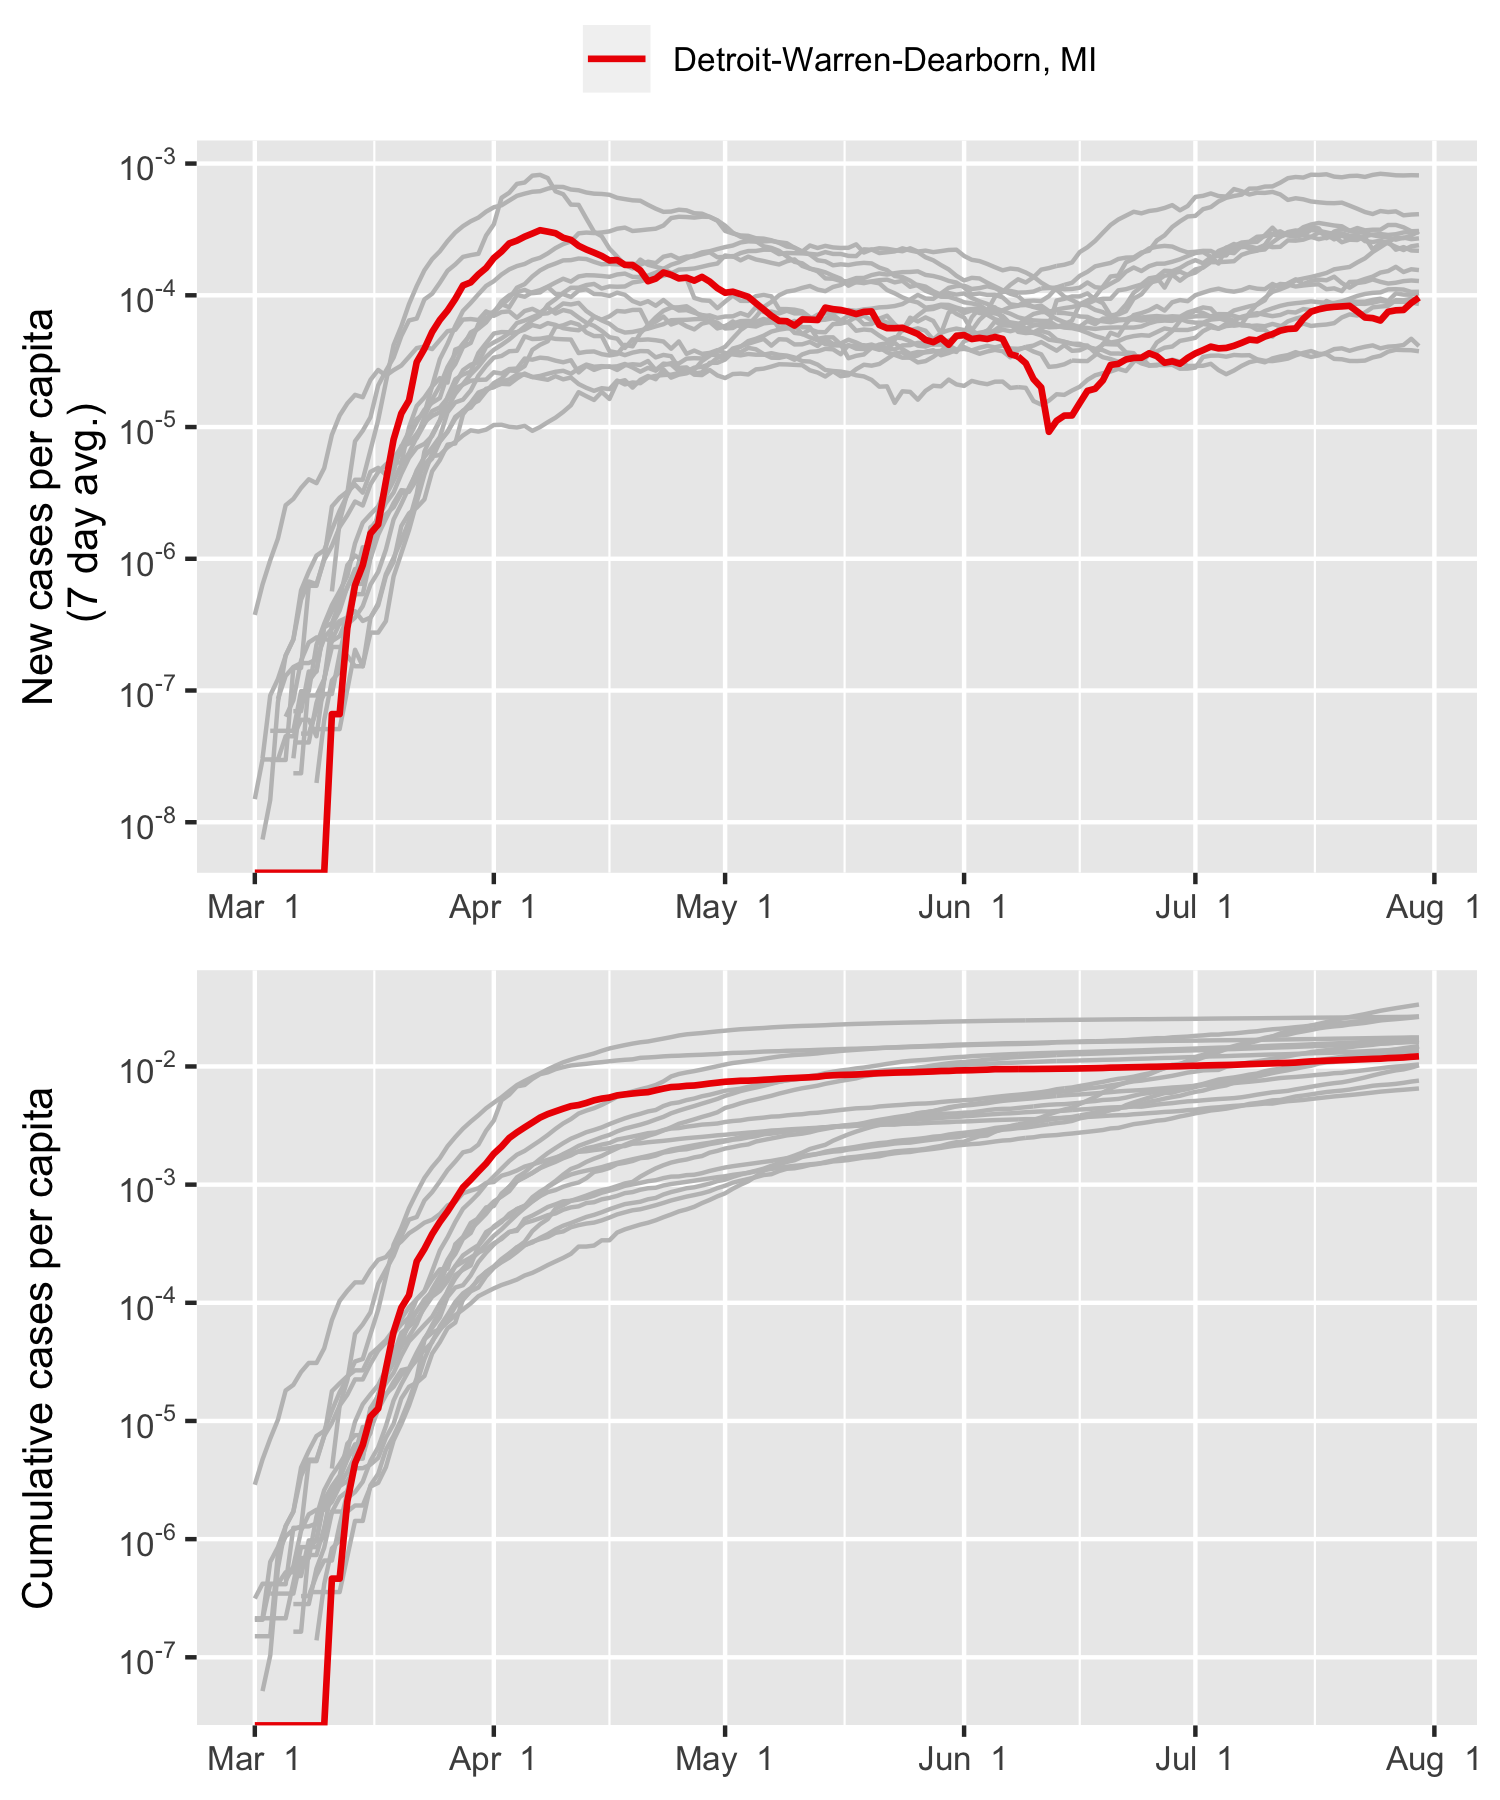 Detroit-Warren-Dearborn, MI
New cases per capita
(7 day avg.)
10-3
10-4
10-5
10-6
10-7
10-8
Mar 1 Apr 1 May 1 Jun 1 Jul 1 Aug 1
Cumulative cases per capita
10-2
10-3
10-4
10-5
10-6
10-7
Mar 1 Apr 1 May 1 Jun 1 Jul 1 Aug 1